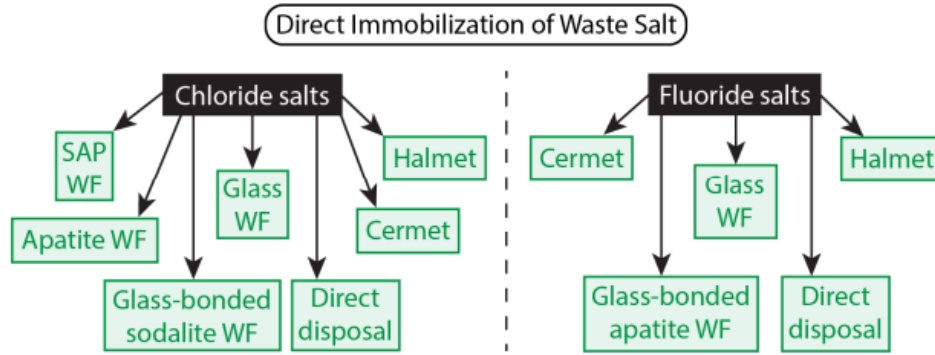 Direct Immobilization of Waste Salt
Chloride salts
SAP
WF
Apatite WF
Glass-bonded
sodalite WF
Glass
WF
Direct
disposal
Cermet
Halmet
Fluoride salts
Cermet
Glass-bonded
apatite WF
Glass
WF
Direct
disposal
Halmet